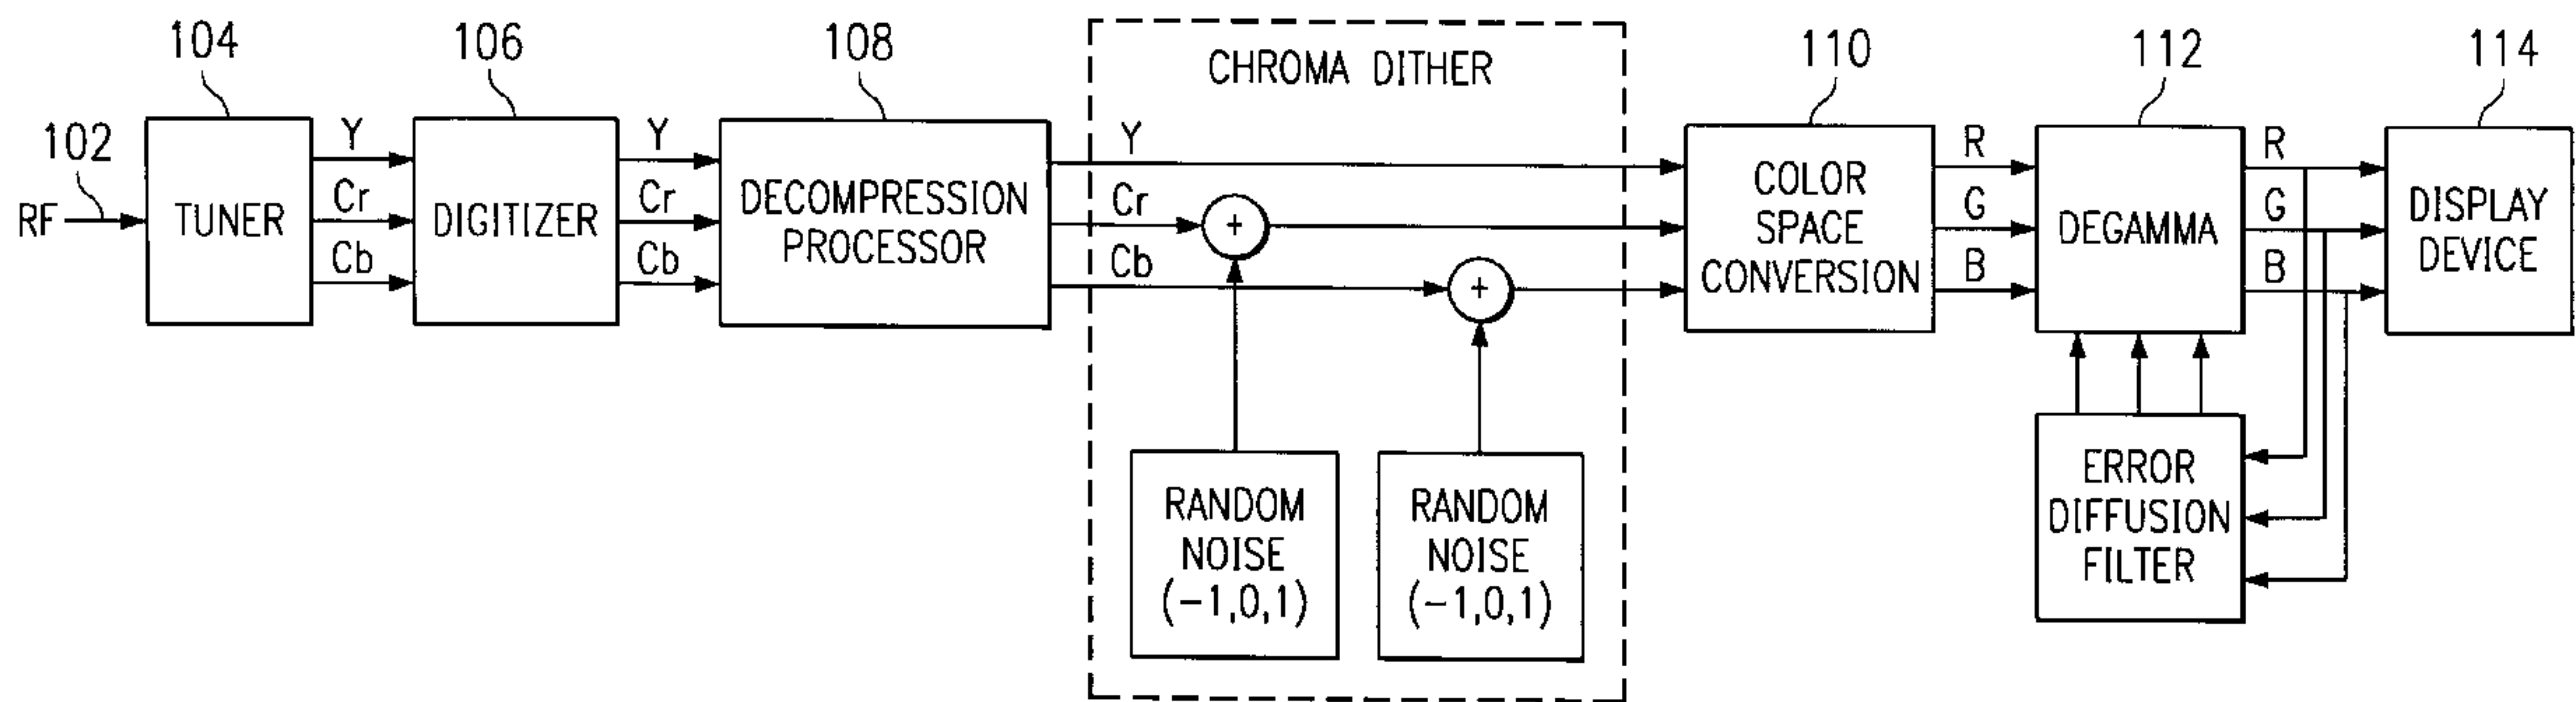 104
106
108
CHROMA DITHER
110
112
114
102
RF
TUNER
Y
Cr
Cb
DIGITIZER
Y
Cr
Cb
DECOMPRESSION
PROCESSOR
Y
Cr
Cb
+
+
COLOR
SPACE
CONVERSION
R
G
B
DEGAMMA
R
G
B
DISPLAY
DEVICE
RANDOM
NOISE
(-1,0,1)
RANDOM
NOISE
(-1,0,1)
ERROR
DIFFUSION
FILTER